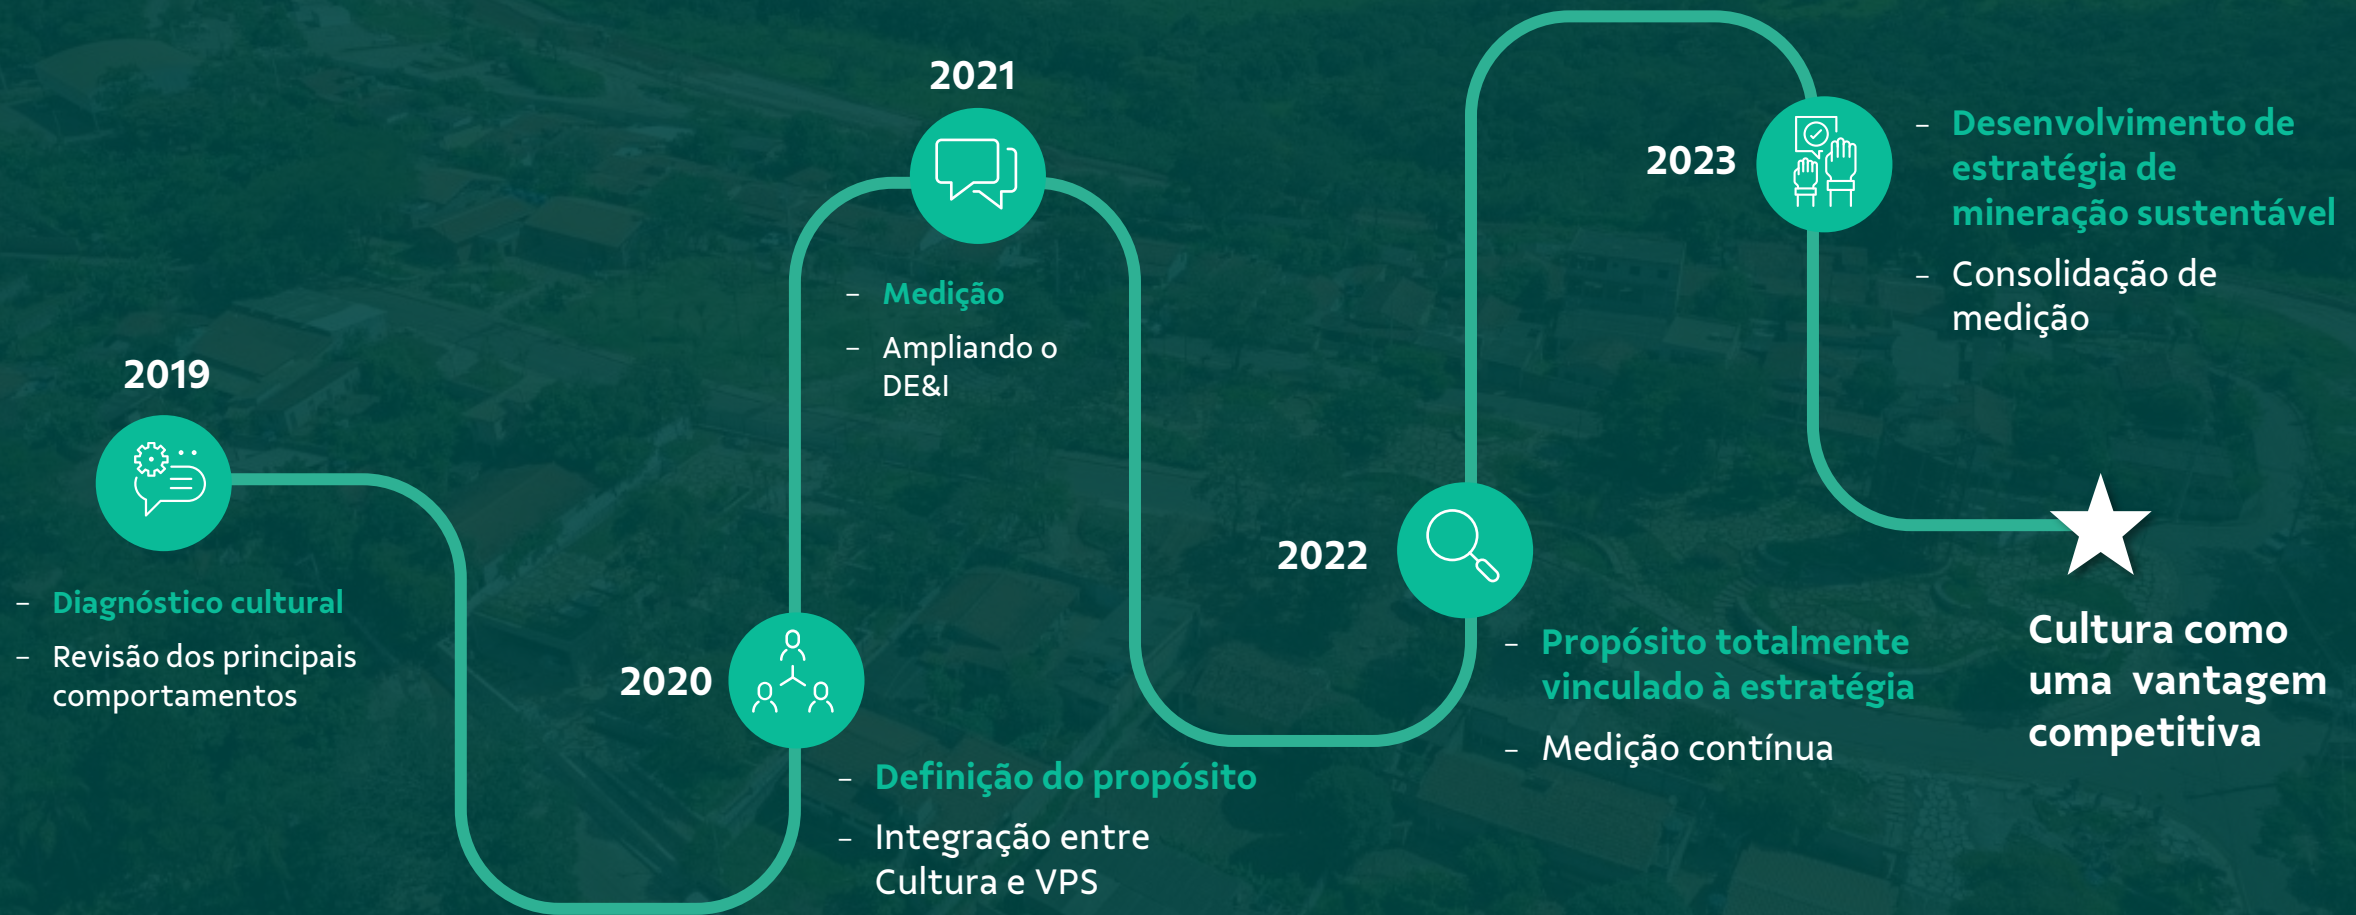 2019
– Diagnóstico cultural
– Revisão dos principais
comportamentos
2020
– Definição do propósito
– Integração entre
Cultura e VPS
2021
– Medição
– Ampliando o
DE&I
2022
– Propósito totalmente
vinculado à estratégia
– Medição contínua
2023
– Desenvolvimento de
estratégia de
mineração sustentável
– Consolidação de
medição
Cultura como
uma vantagem
competitiva